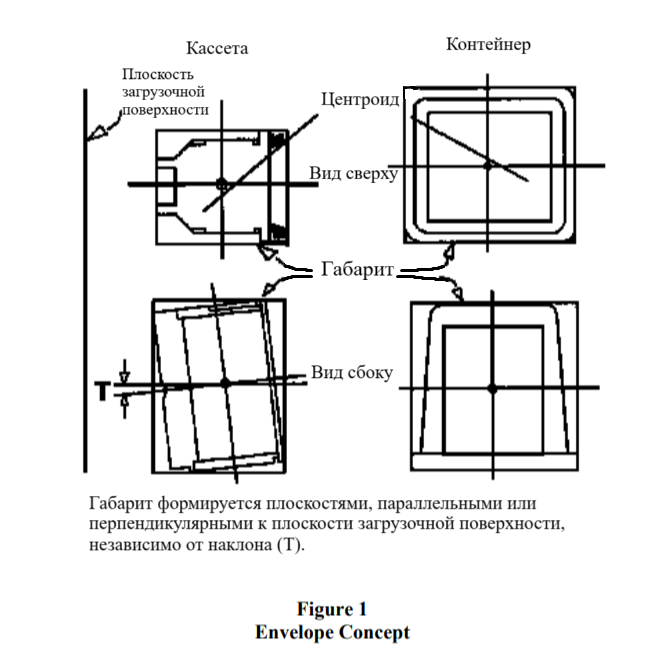 Кассета
Контейнер
Плоскость
загрузочной
поверхности
Центроид
Вид сверху
Габарит
Вид сбоку
T
Габарит формируется плоскостями, параллельными или
перпендикулярными к плоскости загрузочной поверхности,
независимо от наклона (Т).
Figure 1
Envelope Concept